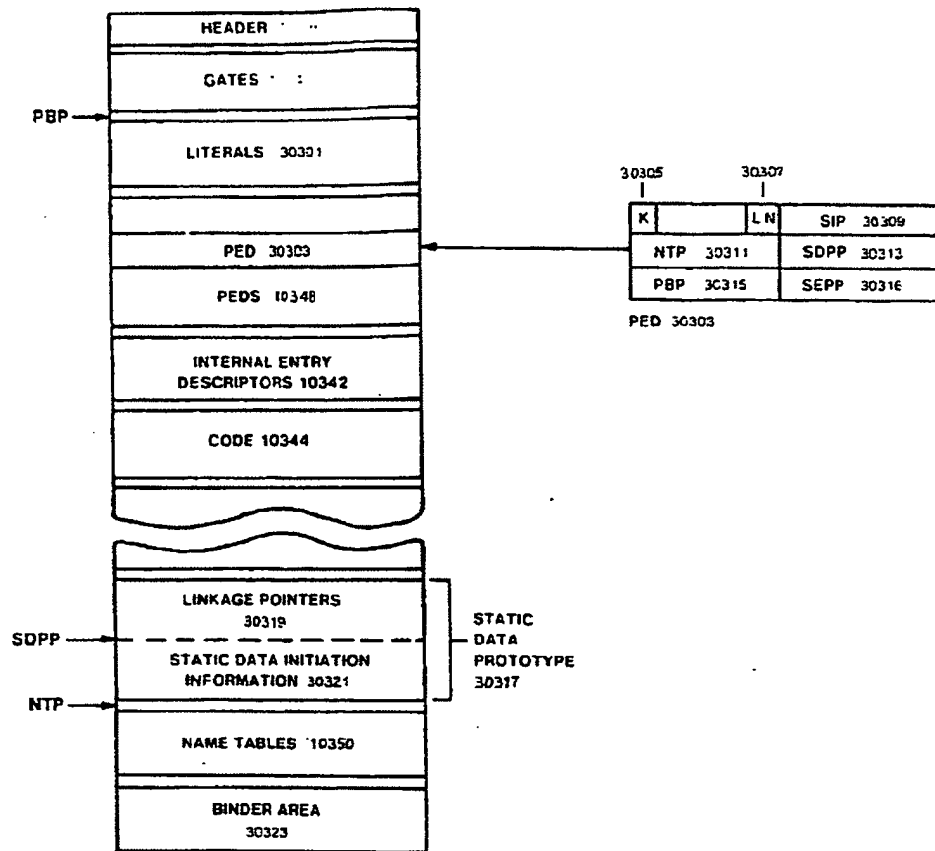 HEADER
GATES
PBP
LITERALS 30301
PED 30303
PEDS 10348
INTERNAL ENTRY
DESCRIPTORS 10342
CODE 10344
30305
30307
K
LN
SIP 30309
NTP 30311
SDPP 30313
PBP 30315
SEPP 30316
PED 30303
LINKAGE POINTERS
30319
SDPP
STATIC DATA INITIATION
INFORMATION 30321
STATIC
DATA
PROTOTYPE
30317
NTP
NAME TABLES 10350
BINDER AREA
30323